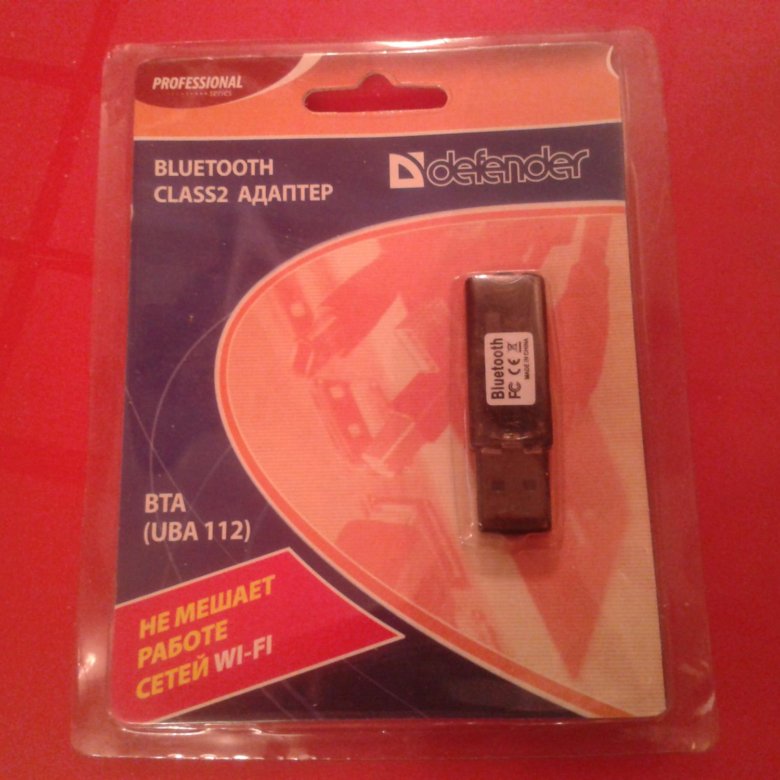 PROFESSIONAL
series
BLUETOOTH
CLASS2 АДАПТЕР
defender
Bluetooth
FC CE
MADE IN CHINA
BTA
(UBA 112)
НЕ МЕШАЕТ
РАБОТЕ
СЕТЕЙ WI-FI